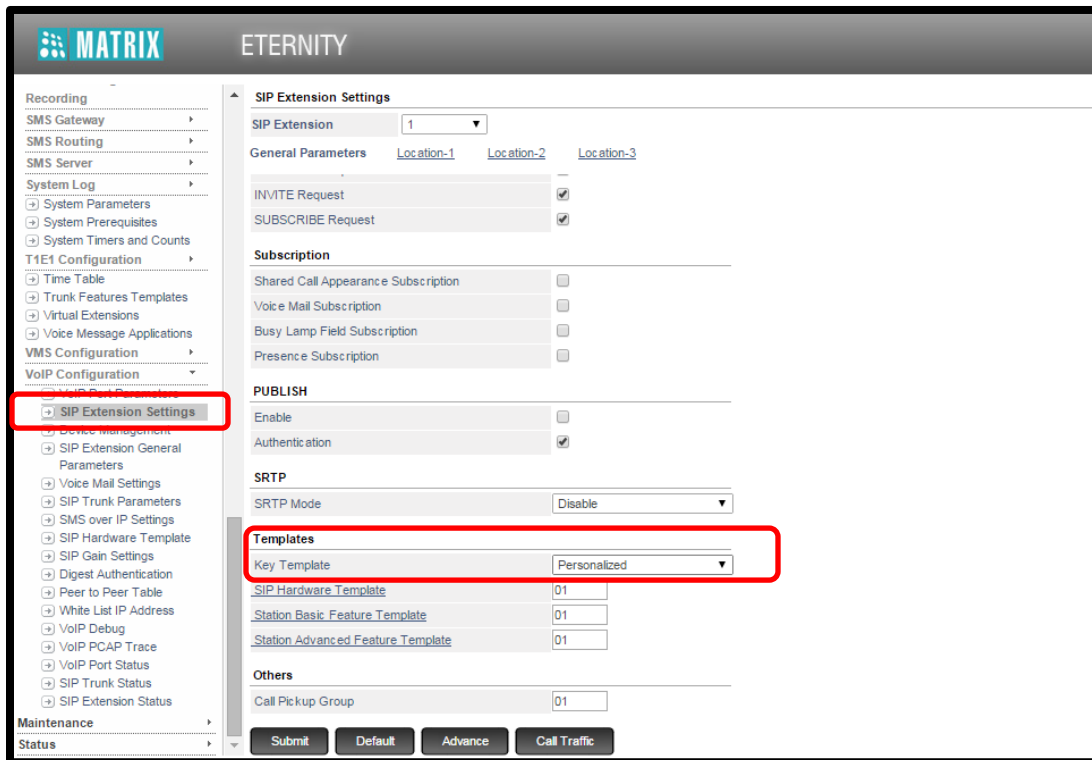 MATRIX
ETERNITY
Recording
SMS Gateway
SMS Routing
SMS Server
System Log
System Parameters
System Prerequisites
System Timers and Counts
T1E1 Configuration
Time Table
Trunk Features Templates
Virtual Extensions
Voice Message Applications
VMS Configuration
VoIP Configuration
VoIP Port Parameters
SIP Extension Settings
Device Management
SIP Extension General
Parameters
Voice Mail Settings
SIP Trunk Parameters
SMS over IP Settings
SIP Hardware Template
SIP Gain Settings
Digest Authentication
Peer to Peer Table
White List IP Address
VoIP Debug
VoIP PCAP Trace
VoIP Port Status
SIP Trunk Status
SIP Extension Status
Maintenance
Status
SIP Extension Settings
SIP Extension 1
General Parameters Location-1 Location-2 Location-3
INVITE Request
SUBSCRIBE Request
Subscription
Shared Call Appearance Subscription
Voice Mail Subscription
Busy Lamp Field Subscription
Presence Subscription
PUBLISH
Enable
Authentication
SRTP
SRTP Mode Disable
Templates
Key Template Personalized
SIP Hardware Template 01
Station Basic Feature Template 01
Station Advanced Feature Template 01
Others
Call Pickup Group 01
Submit Default Advance Call Traffic